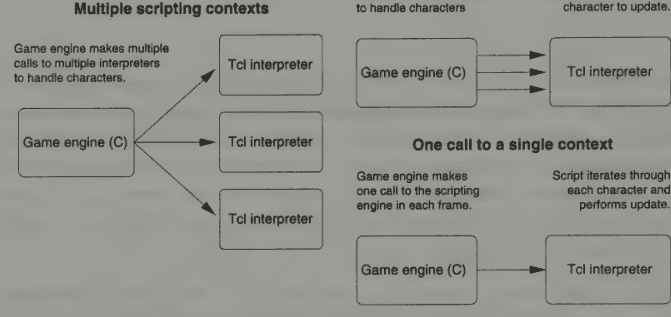 Multiple scripting contexts
Game engine makes multiple
calls to multiple interpreters
to handle characters.
Game engine (C)
Tcl interpreter
Tcl interpreter
Tcl interpreter
to handle characters
character to update.
Game engine (C)
Tcl interpreter
One call to a single context
Game engine makes
one call to the scripting
engine in each frame.
Script iterates through
each character and
performs update.
Game engine (C)
Tcl interpreter